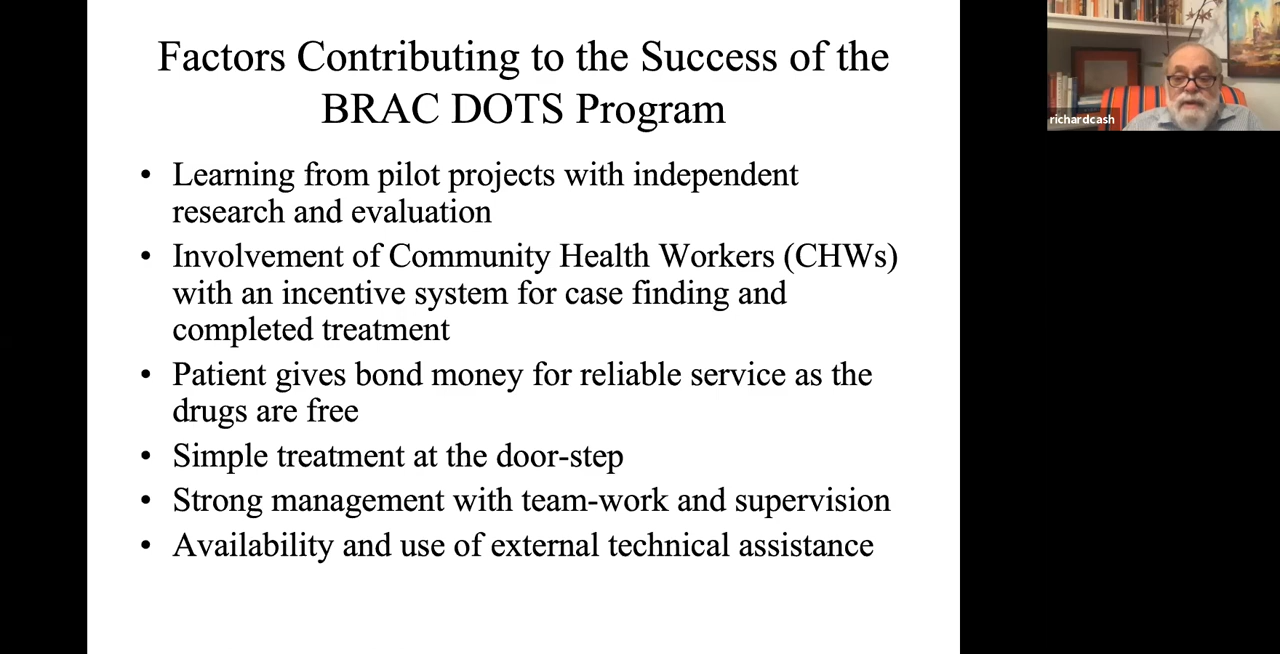 Factors Contributing to the Success of the
BRAC DOTS Program
• Learning from pilot projects with independent
research and evaluation
• Involvement of Community Health Workers (CHWs)
with an incentive system for case finding and
completed treatment
• Patient gives bond money for reliable service as the
drugs are free
• Simple treatment at the door-step
• Strong management with team-work and supervision
• Availability and use of external technical assistance
richardcash